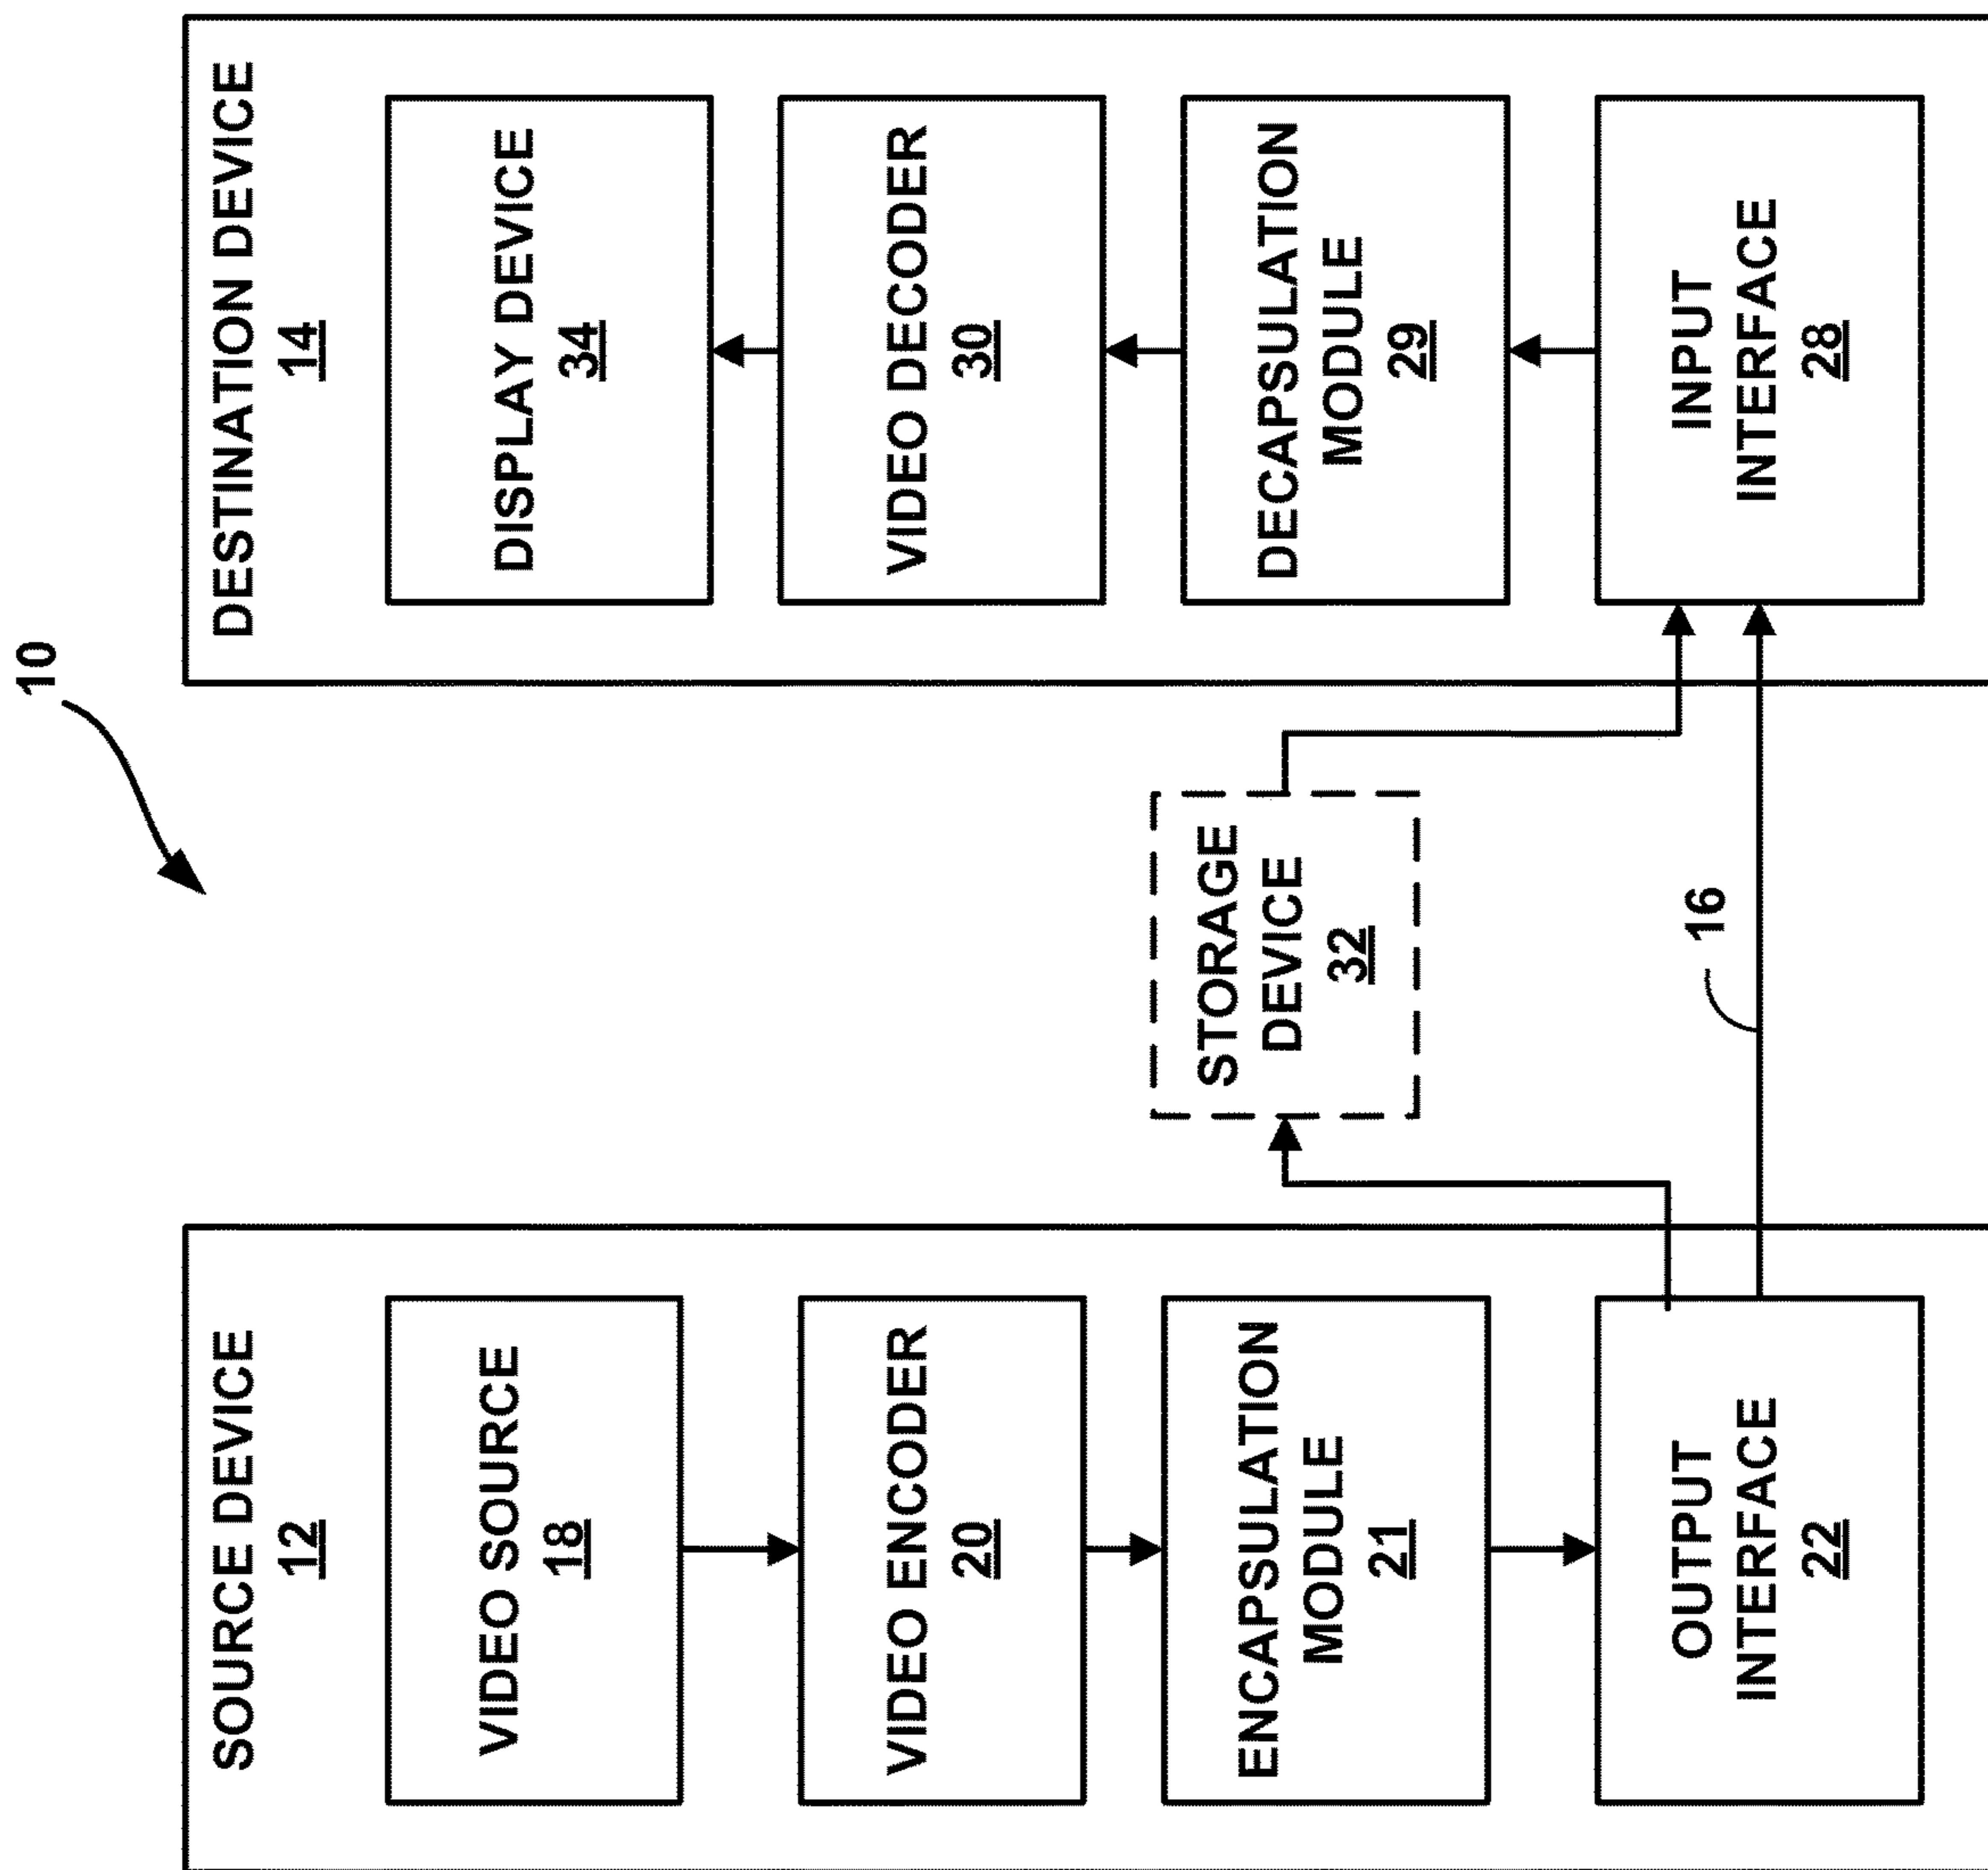 10
SOURCE DEVICE
12
VIDEO SOURCE
18
VIDEO ENCODER
20
ENCAPSULATION
MODULE
21
OUTPUT
INTERFACE
22
STORAGE
DEVICE
32
16
DESTINATION DEVICE
14
DISPLAY DEVICE
34
VIDEO DECODER
30
DECAPSULATION
MODULE
29
INPUT
INTERFACE
28